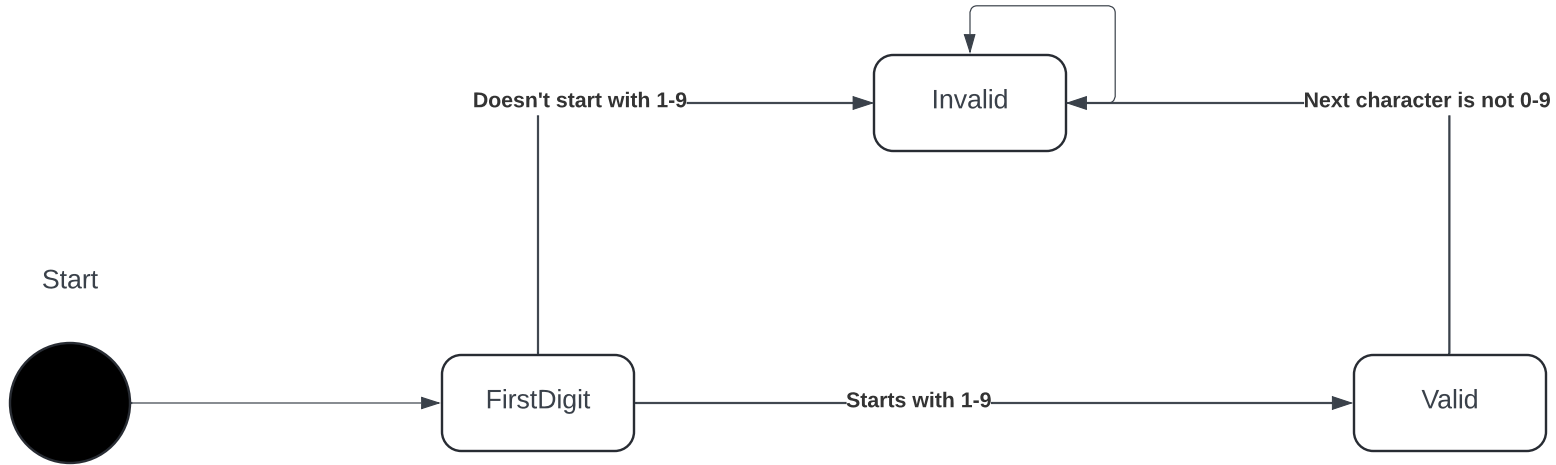 Doesn't start with 1-9
Invalid
Next character is not 0-9
Start
FirstDigit
Starts with 1-9
Valid